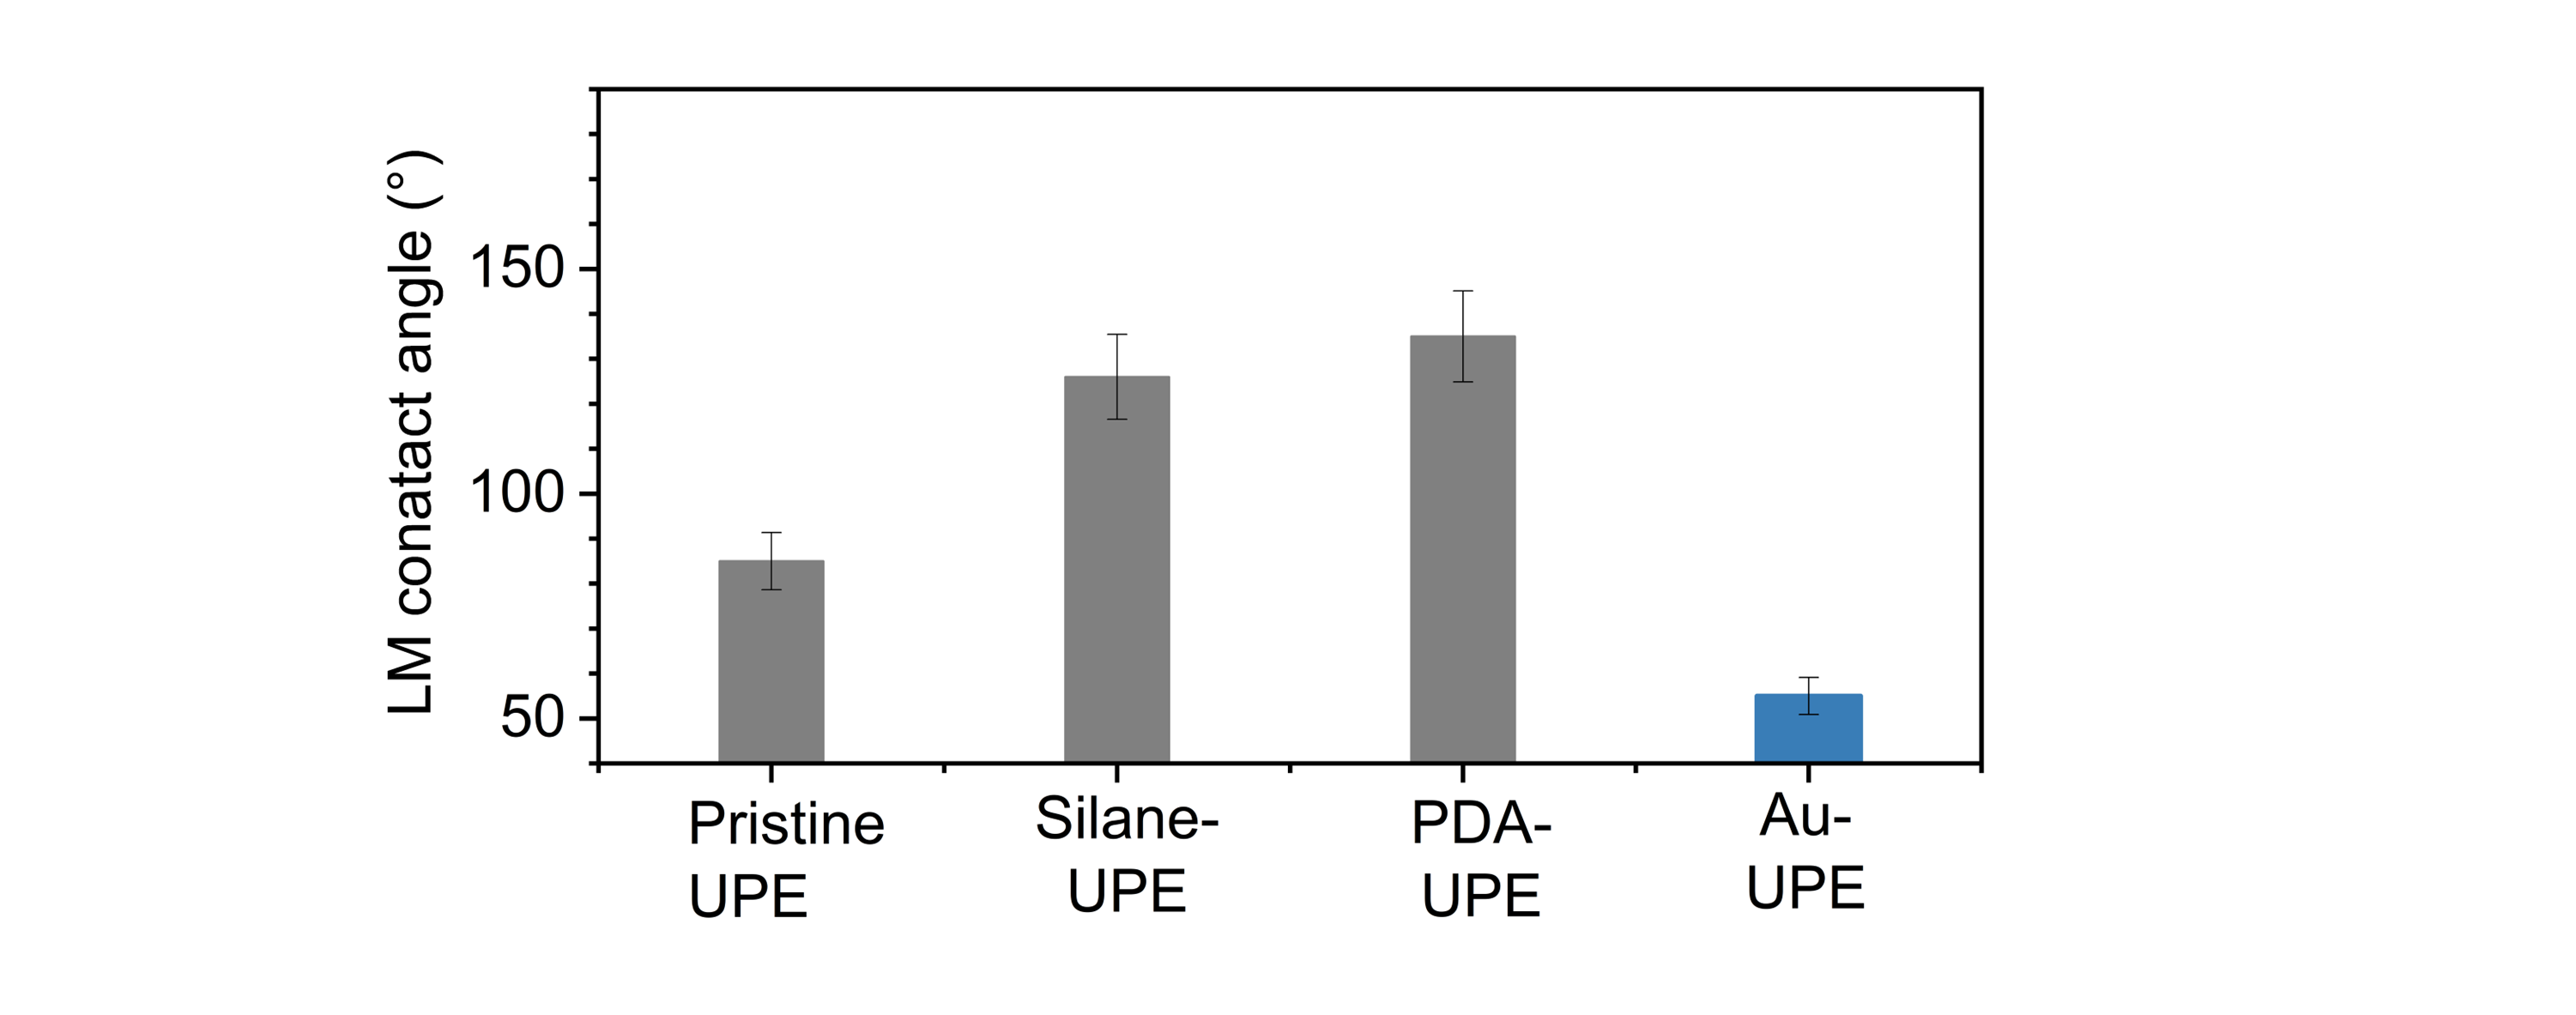 LM conatact angle (°)
150
100
50
Pristine
UPE
Silane-
UPE
PDA-
UPE
Au-
UPE